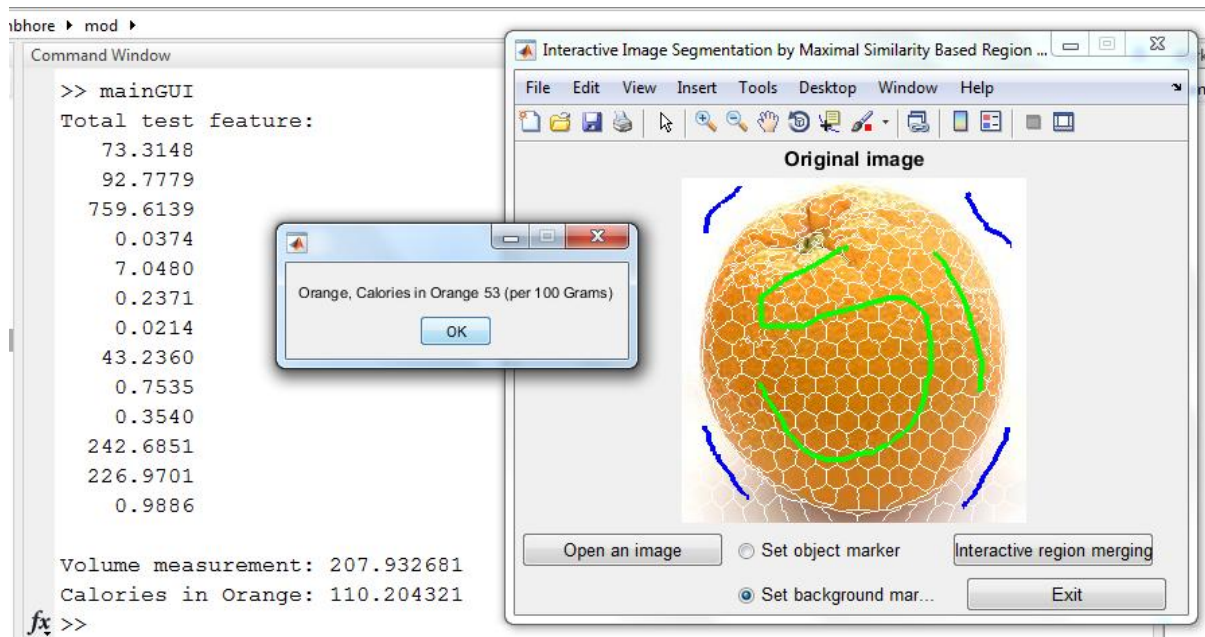 mod
Command Window
>> mainGUI
Total test feature:
73.3148
92.7779
759.6139
0.0374
7.0480
0.2371
0.0214
43.2360
0.7535
0.3540
242.6851
226.9701
0.9886
Volume measurement: 207.932681
Calories in Orange: 110.204321
fx >>
Orange, Calories in Orange 53 (per 100 Grams)
OK
Interactive Image Segmentation by Maximal Similarity Based Region ...
File Edit View Insert Tools Desktop Window Help
Original image
Open an image
Set object marker
Interactive region merging
Set background mar...
Exit